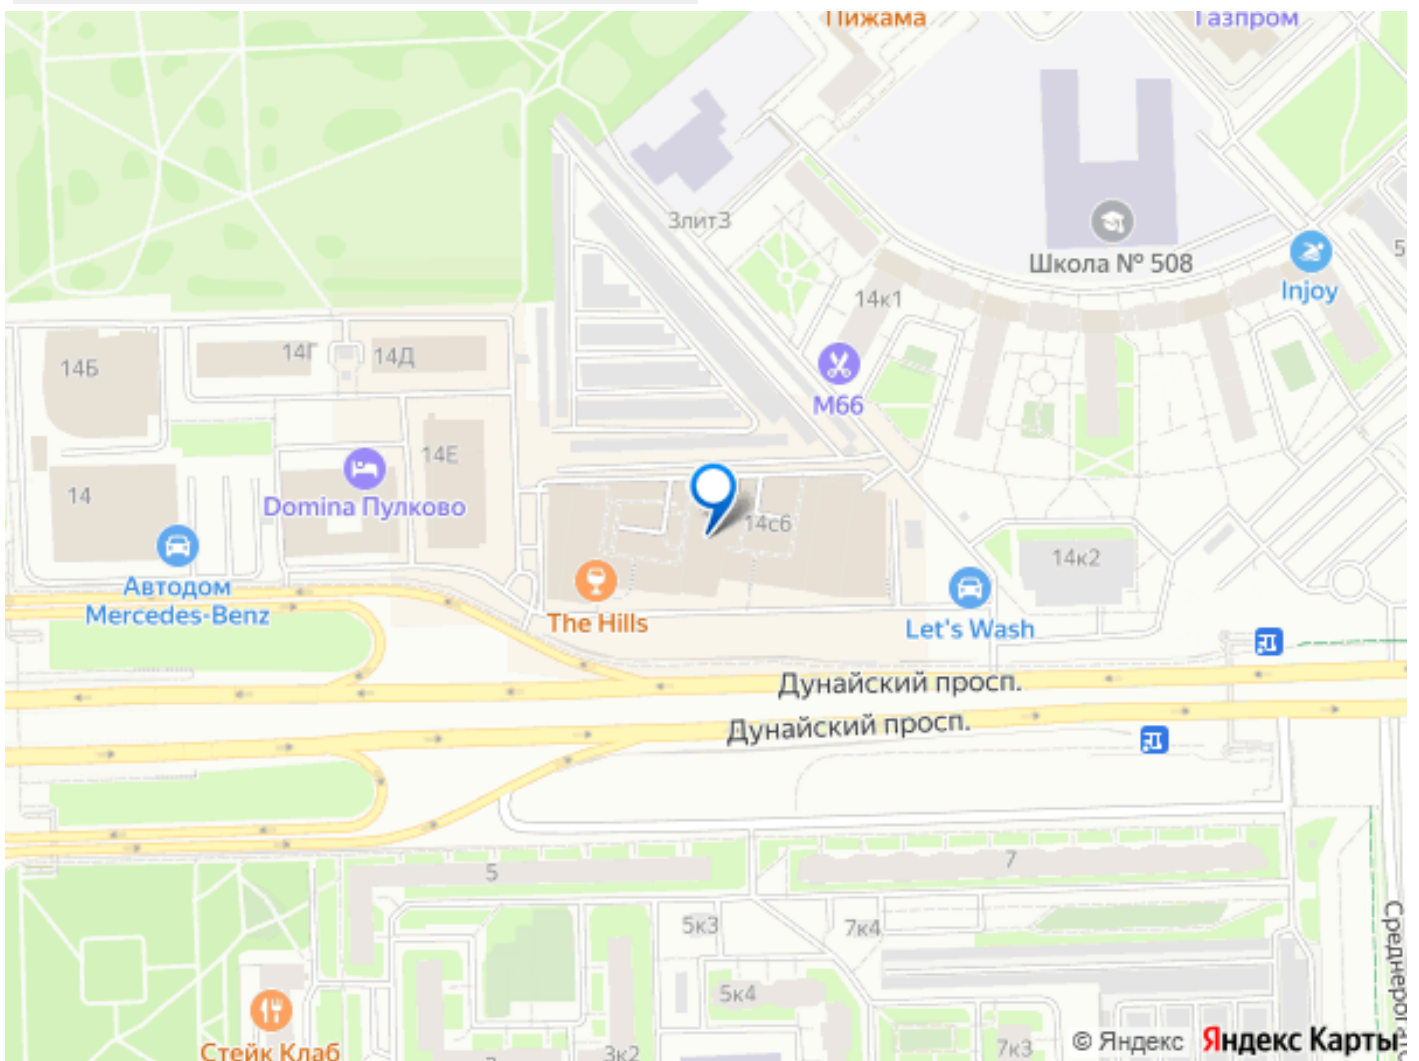 Пижама
Газпром
3лит3
Школа № 508
5
14к1
Injoy
14Г
14Д
14Б
М66
14Е
14
Domina Пулково
14с6
14к2
Автодом
Mercedes-Benz
The Hills
Let's Wash
Дунайский просп.
Дунайский просп.
5
7
5к3
7к4
5к4
Стейк Клаб
3к2
7к3
© Яндекс
Яндекс Карты